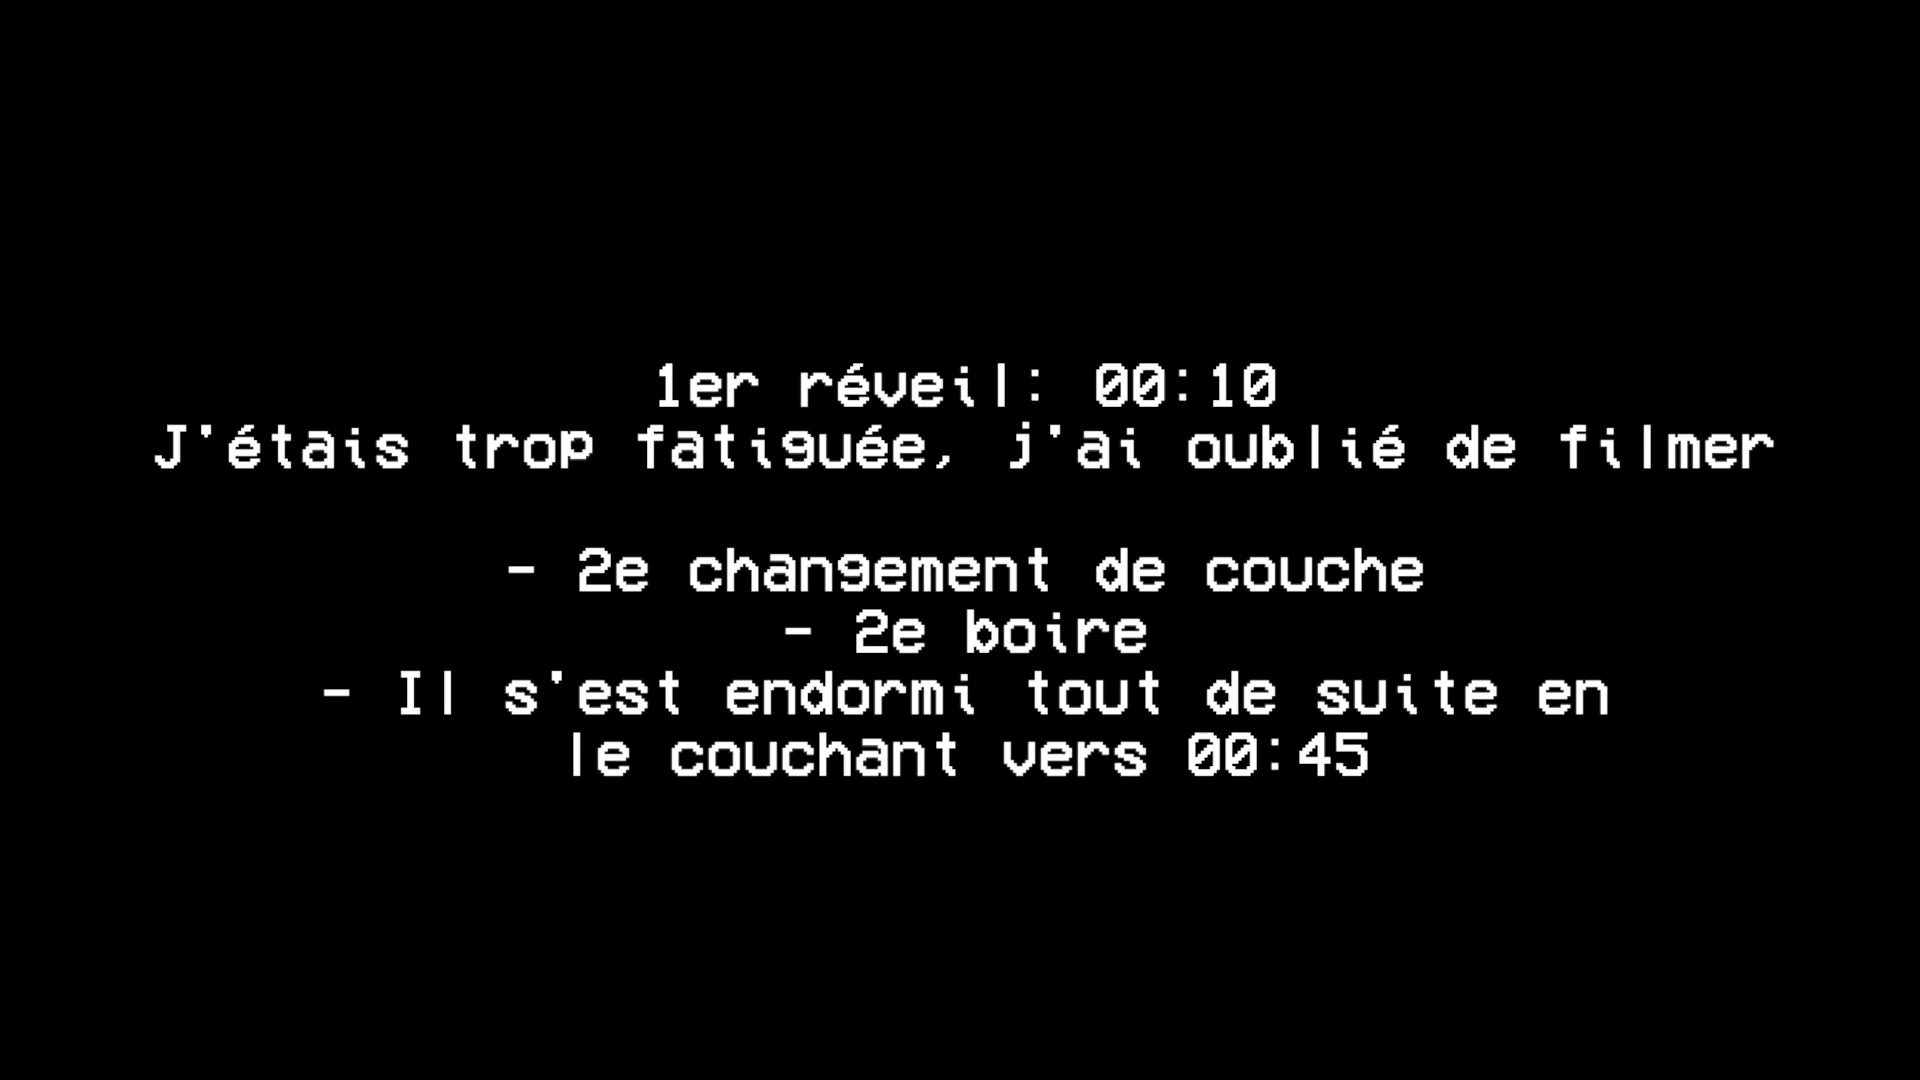 1er réveil: 00:10
J'étais trop fatiguée, j'ai oublié de filmer
- 2e changement de couche
- 2e boire
- Il s'est endormi tout de suite en
le couchant vers 00:45